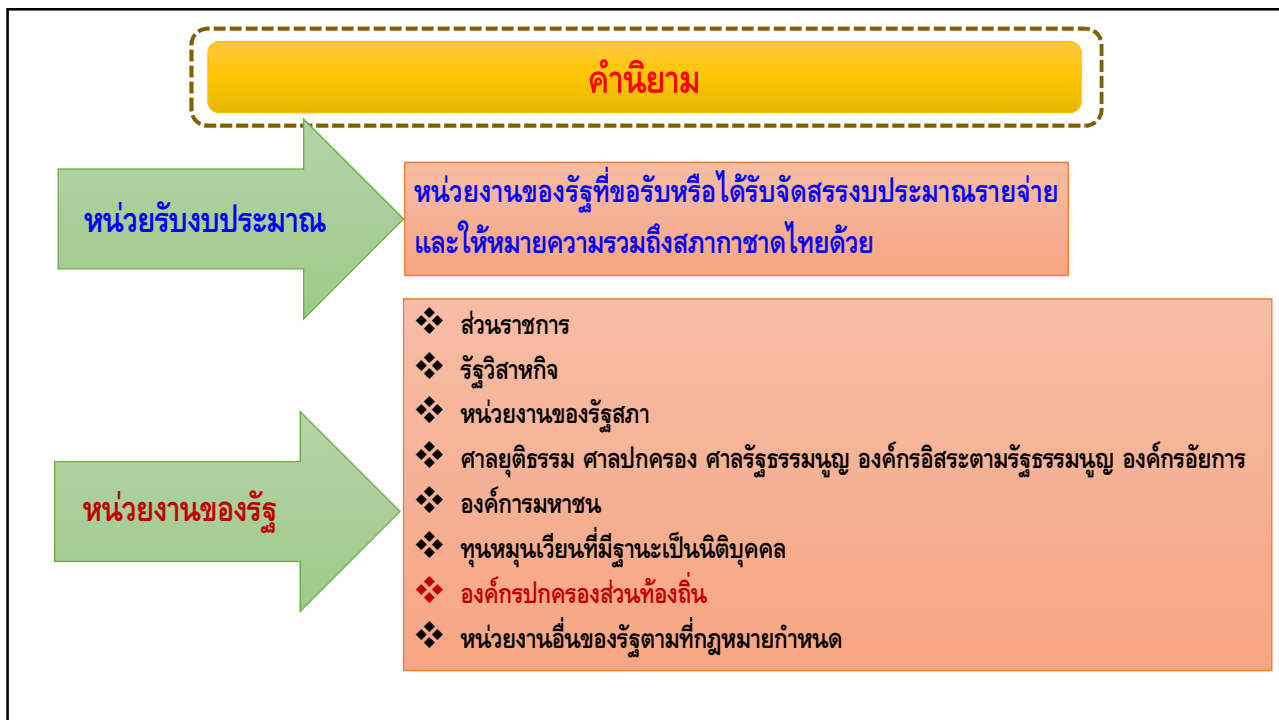 คำนิยาม
หน่วยรับงบประมาณ
หน่วยงานของรัฐที่ขอรับหรือได้รับจัดสรรงบประมาณรายจ่าย
และให้หมายความรวมถึงสภากาชาดไทยด้วย
หน่วยงานของรัฐ
❖ ส่วนราชการ
❖ รัฐวิสาหกิจ
❖ หน่วยงานของรัฐสภา
❖ ศาลยุติธรรม ศาลปกครอง ศาลรัฐธรรมนูญ องค์กรอิสระตามรัฐธรรมนูญ องค์กรอัยการ
❖ องค์การมหาชน
❖ ทุนหมุนเวียนที่มีฐานะเป็นนิติบุคคล
❖ องค์กรปกครองส่วนท้องถิ่น
❖ หน่วยงานอื่นของรัฐตามที่กฎหมายกำหนด